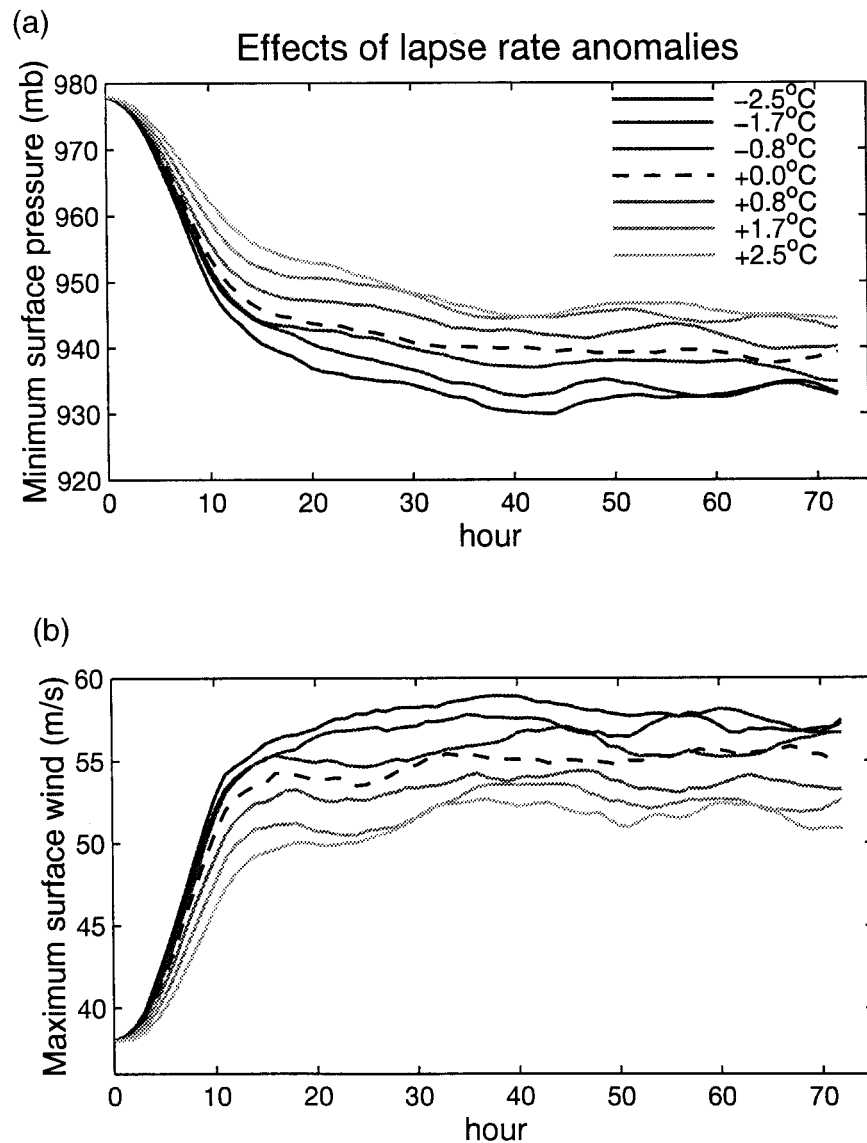 (a)
Effects of lapse rate anomalies
Minimum surface pressure (mb)
980
970
960
950
940
930
920
−2.5°C
−1.7°C
−0.8°C
+0.0°C
+0.8°C
+1.7°C
+2.5°C
0 10 20 30 40 50 60 70
hour
(b)
Maximum surface wind (m/s)
60
55
50
45
40
0 10 20 30 40 50 60 70
hour